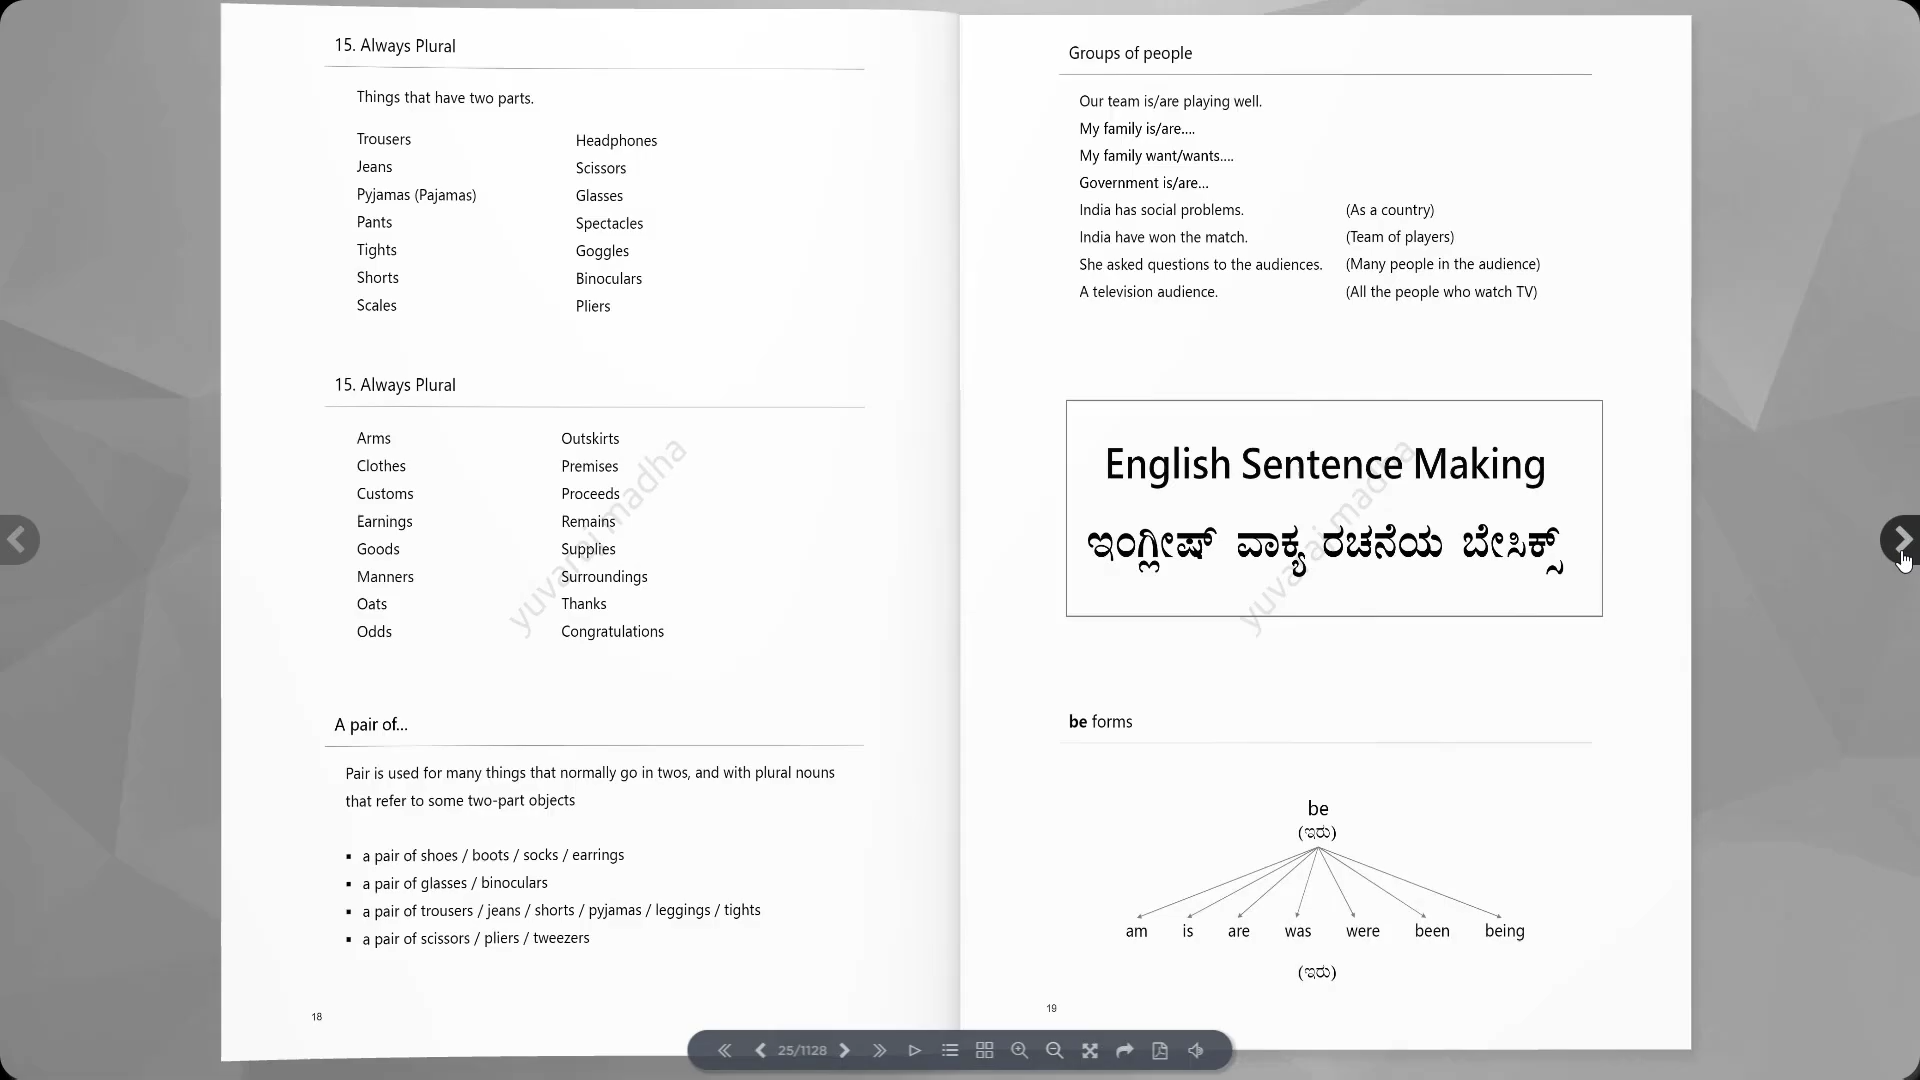 15. Always Plural
Things that have two parts.
Trousers
Jeans
Pyjamas (Pajamas)
Pants
Tights
Shorts
Scales
Headphones
Scissors
Glasses
Spectacles
Goggles
Binoculars
Pliers
15. Always Plural
Arms
Clothes
Customs
Earnings
Goods
Manners
Oats
Odds
Outskirts
Premises
Proceeds
Remains
Supplies
Surroundings
Thanks
Congratulations
yuvaraj madha
A pair of...
Pair is used for many things that normally go in twos, and with plural nouns
that refer to some two-part objects
▪ a pair of shoes / boots / socks / earrings
▪ a pair of glasses / binoculars
▪ a pair of trousers / jeans / shorts / pyjamas / leggings / tights
▪ a pair of scissors / pliers / tweezers
18
Groups of people
Our team is/are playing well.
My family is/are....
My family want/wants....
Government is/are...
India has social problems. (As a country)
India have won the match. (Team of players)
She asked questions to the audiences. (Many people in the audience)
A television audience. (All the people who watch TV)
English Sentence Making
ಇಂಗ್ಲೀಷ್ ವಾಕ್ಯ ರಚನೆಯ ಬೇಸಿಕ್ಸ್
yuvaraj madha
be forms
be
(ಇರು)
am is are was were been being
(ಇರು)
19
25/1128